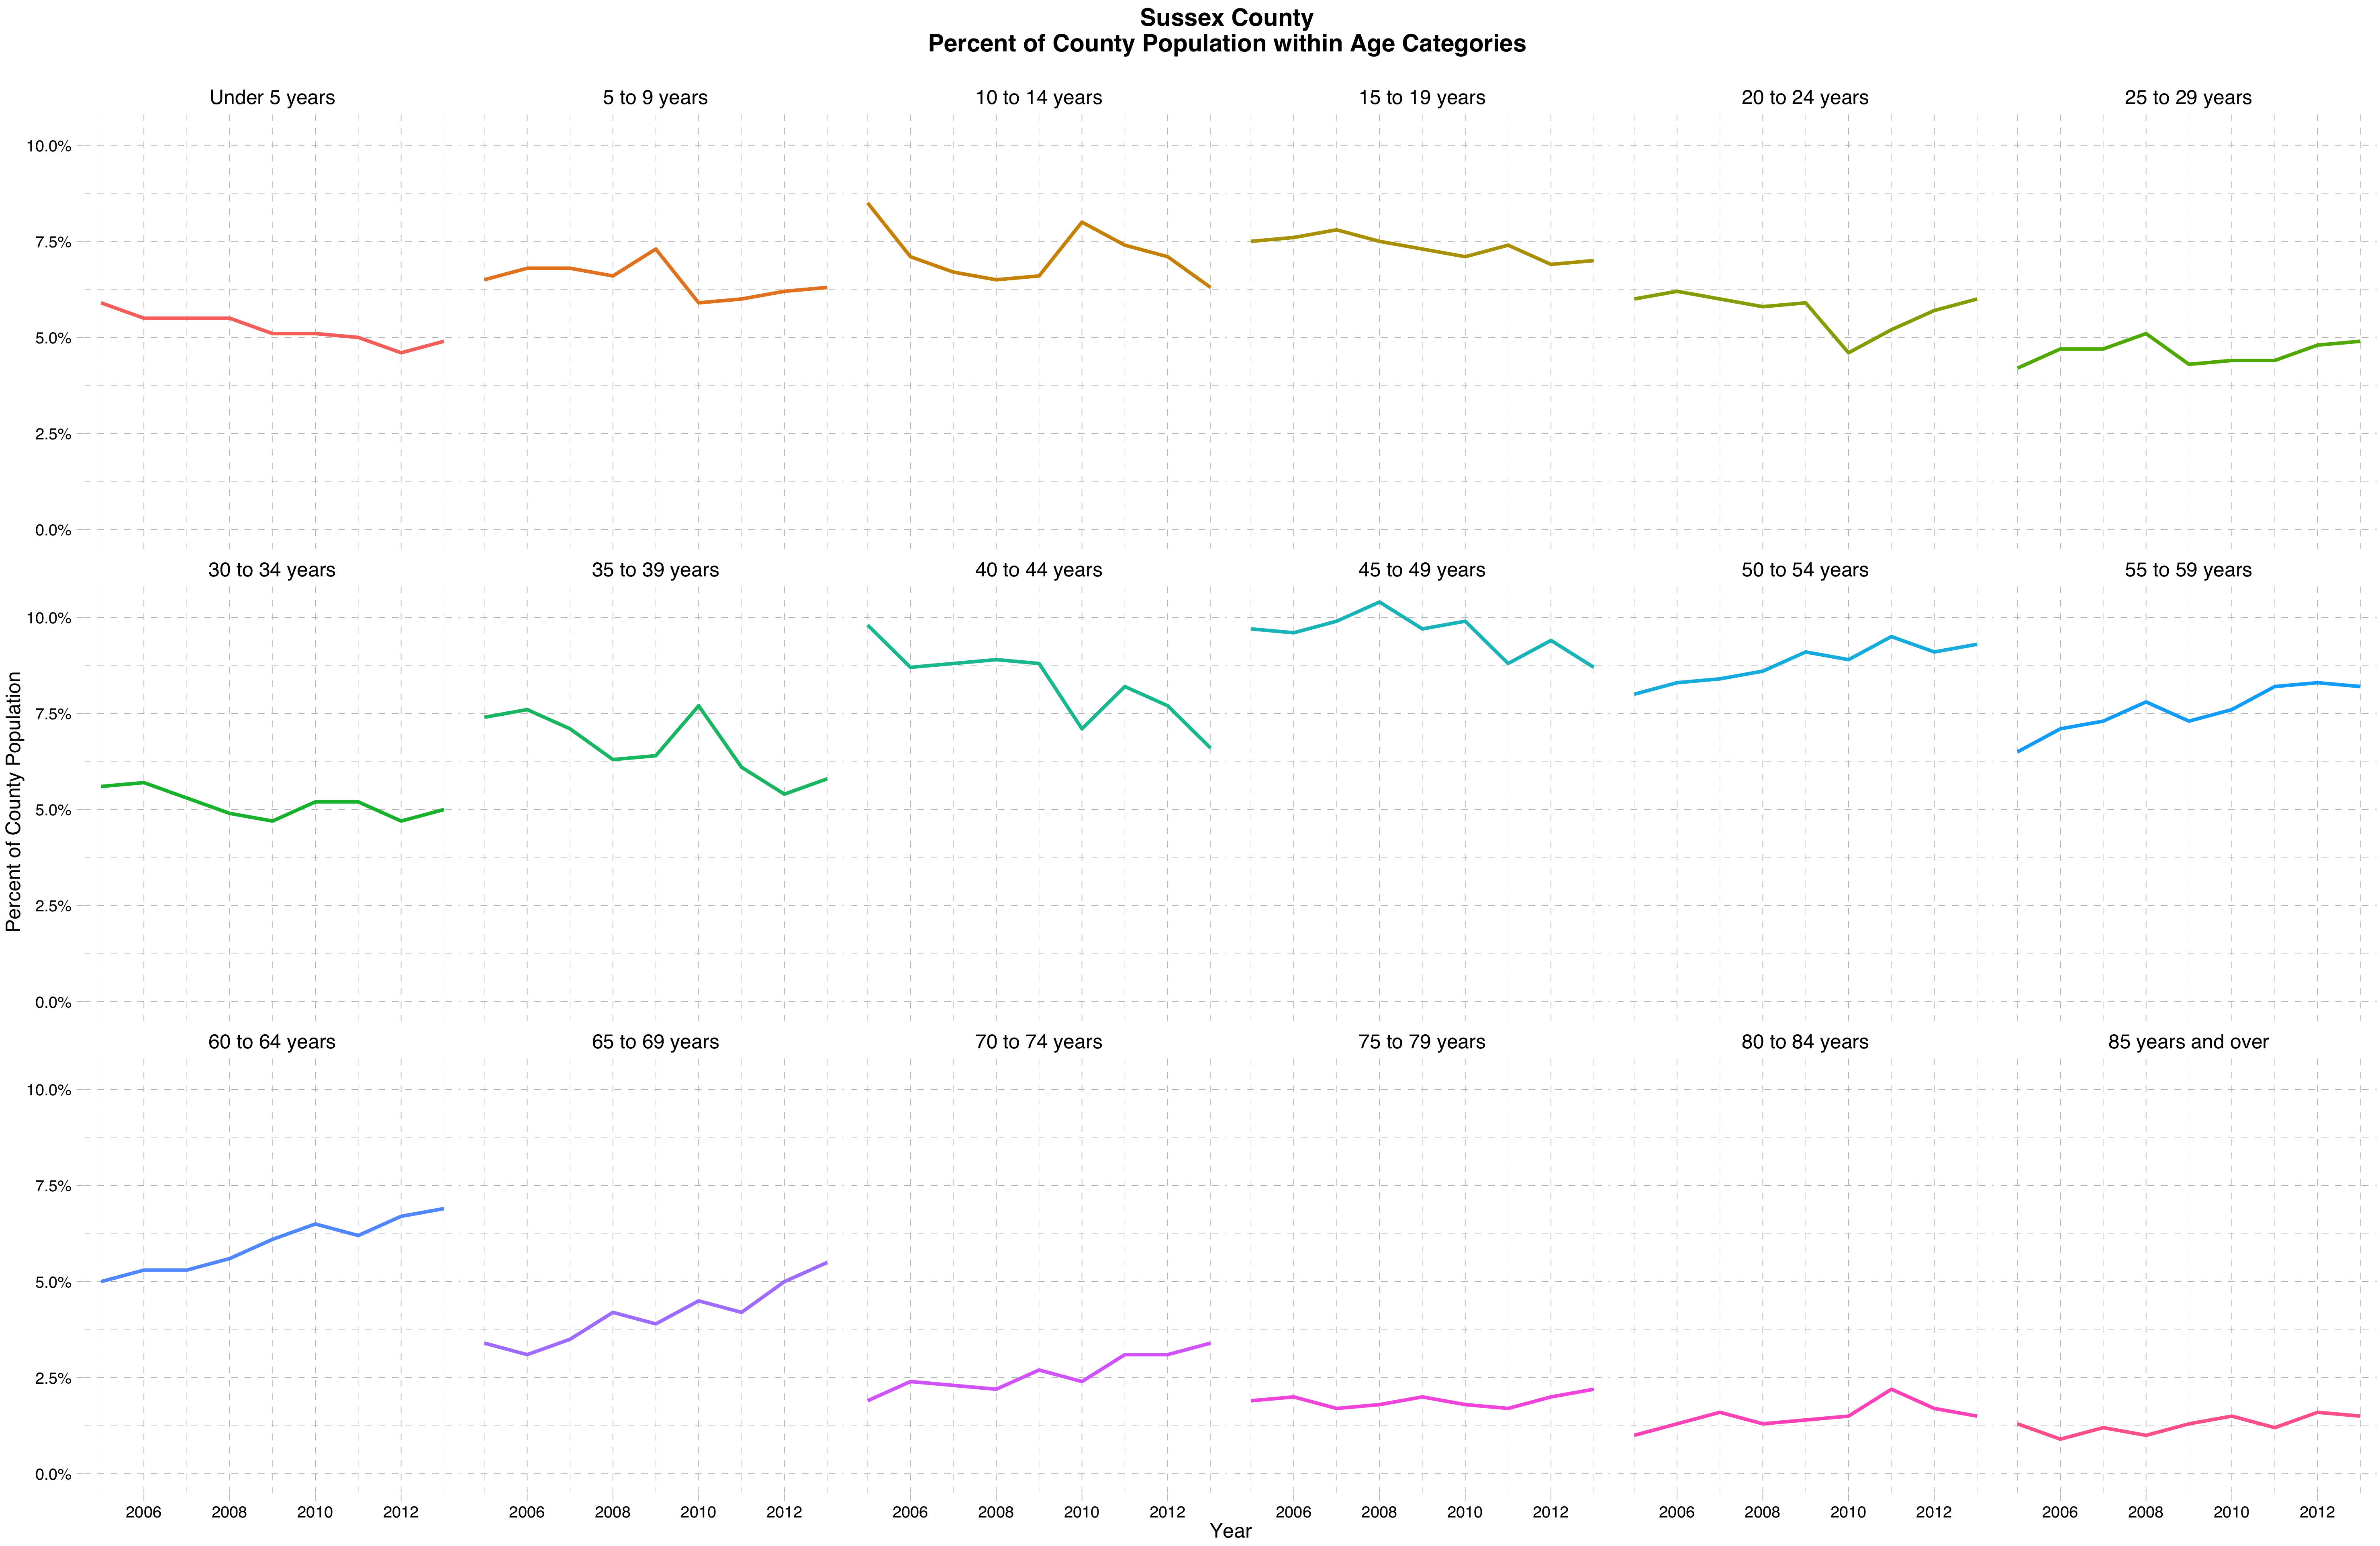 Sussex County
Percent of County Population within Age Categories
Under 5 years
5 to 9 years
10 to 14 years
15 to 19 years
20 to 24 years
25 to 29 years
10.0%
7.5%
5.0%
2.5%
0.0%
30 to 34 years
35 to 39 years
40 to 44 years
45 to 49 years
50 to 54 years
55 to 59 years
10.0%
7.5%
5.0%
2.5%
0.0%
Percent of County Population
60 to 64 years
65 to 69 years
70 to 74 years
75 to 79 years
80 to 84 years
85 years and over
10.0%
7.5%
5.0%
2.5%
0.0%
2006 2008 2010 2012
2006 2008 2010 2012
2006 2008 2010 2012
2006 2008 2010 2012
2006 2008 2010 2012
2006 2008 2010 2012
Year